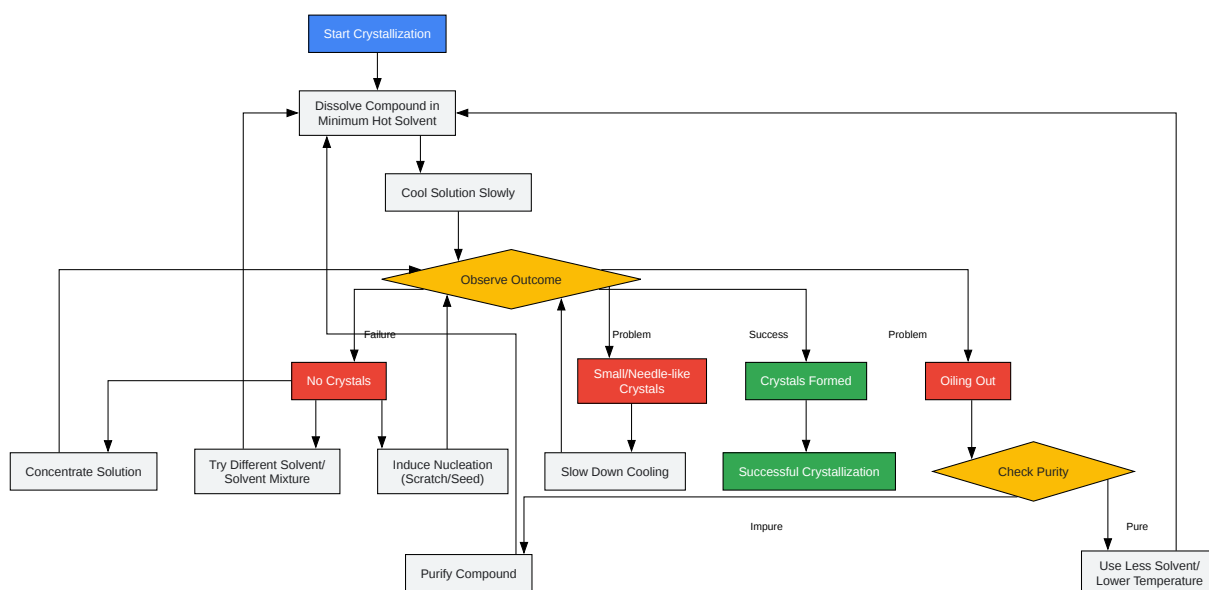 Start Crystallization
Dissolve Compound in
Minimum Hot Solvent
Cool Solution Slowly
Observe Outcome
Failure
Problem
Success
Problem
No Crystals
Small/Needle-like
Crystals
Crystals Formed
Oiling Out
Concentrate Solution
Try Different Solvent/
Solvent Mixture
Induce Nucleation
(Scratch/Seed)
Slow Down Cooling
Successful Crystallization
Check Purity
Impure
Pure
Purify Compound
Use Less Solvent/
Lower Temperature